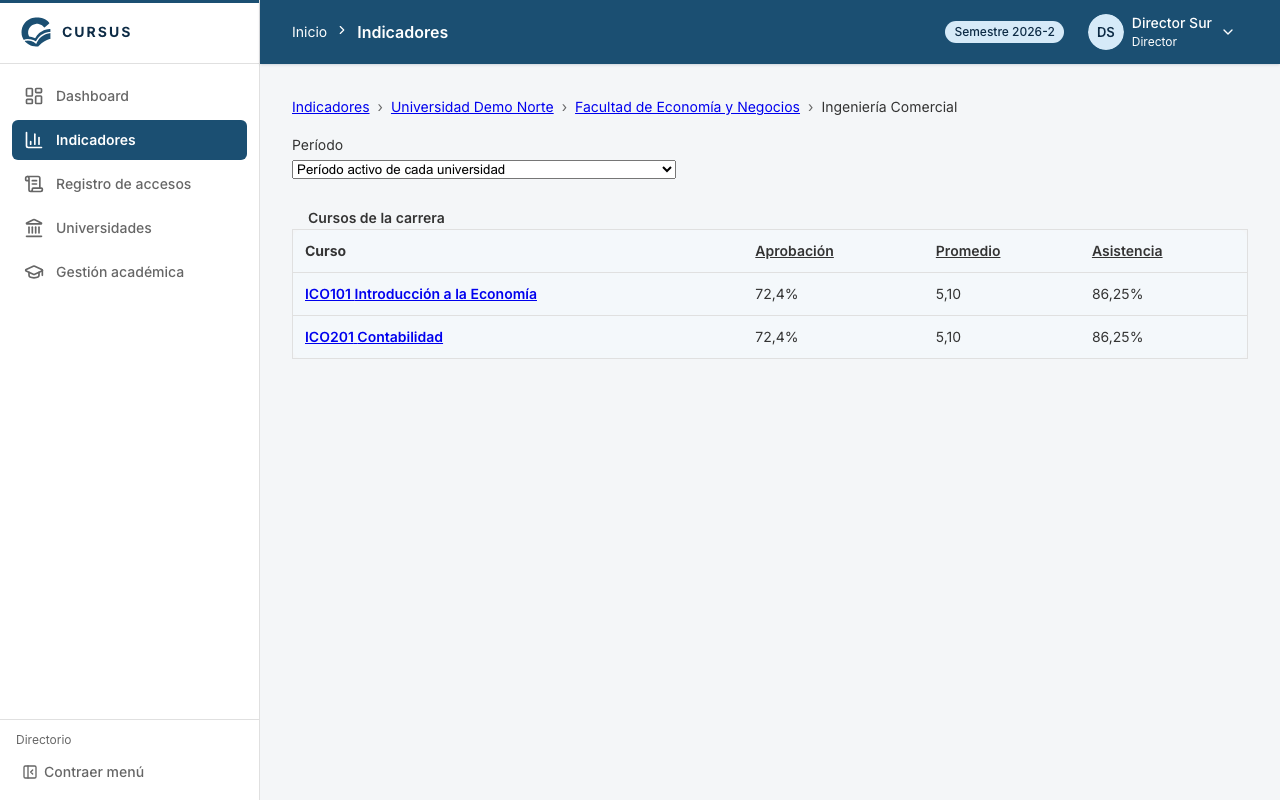 CURSUS
Inicio › Indicadores
Semestre 2026-2
DS
Director Sur
Director
Dashboard
Indicadores
Registro de accesos
Universidades
Gestión académica
Indicadores › Universidad Demo Norte › Facultad de Economía y Negocios › Ingeniería Comercial
Período
Período activo de cada universidad
Cursos de la carrera
Curso Aprobación Promedio Asistencia
ICO101 Introducción a la Economía 72,4% 5,10 86,25%
ICO201 Contabilidad 72,4% 5,10 86,25%
Directorio
Contraer menú